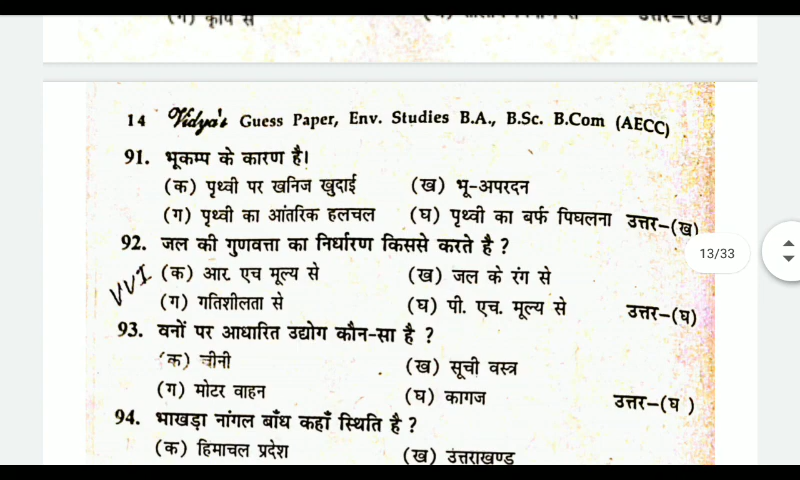 (ग) कृषि से
उत्तर–(ख)
14 Vidya's Guess Paper, Env. Studies B.A., B.Sc. B.Com (AECC)
91. भूकम्प के कारण है।
(क) पृथ्वी पर खनिज खुदाई (ख) भू-अपरदन
(ग) पृथ्वी का आंतरिक हलचल (घ) पृथ्वी का बर्फ पिघलना उत्तर–(ख)
92. जल की गुणवत्ता का निर्धारण किससे करते है ?
VVI (क) आर. एच मूल्य से (ख) जल के रंग से
(ग) गतिशीलता से (घ) पी. एच. मूल्य से उत्तर–(घ)
93. वनों पर आधारित उद्योग कौन-सा है ?
(क) चीनी (ख) सूची वस्त्र
(ग) मोटर वाहन (घ) कागज उत्तर–(घ )
94. भाखड़ा नांगल बाँध कहाँ स्थिति है ?
(क) हिमाचल प्रदेश (ख) उत्तराखण्ड
13/33